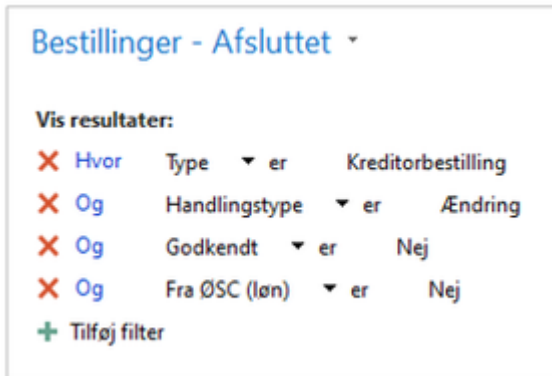 Bestillinger - Afsluttet
Vis resultater:
Hvor Type er Kreditorbestilling
Og Handlingstype er Ændring
Og Godkendt er Nej
Og Fra ØSC (løn) er Nej
Tilføj filter